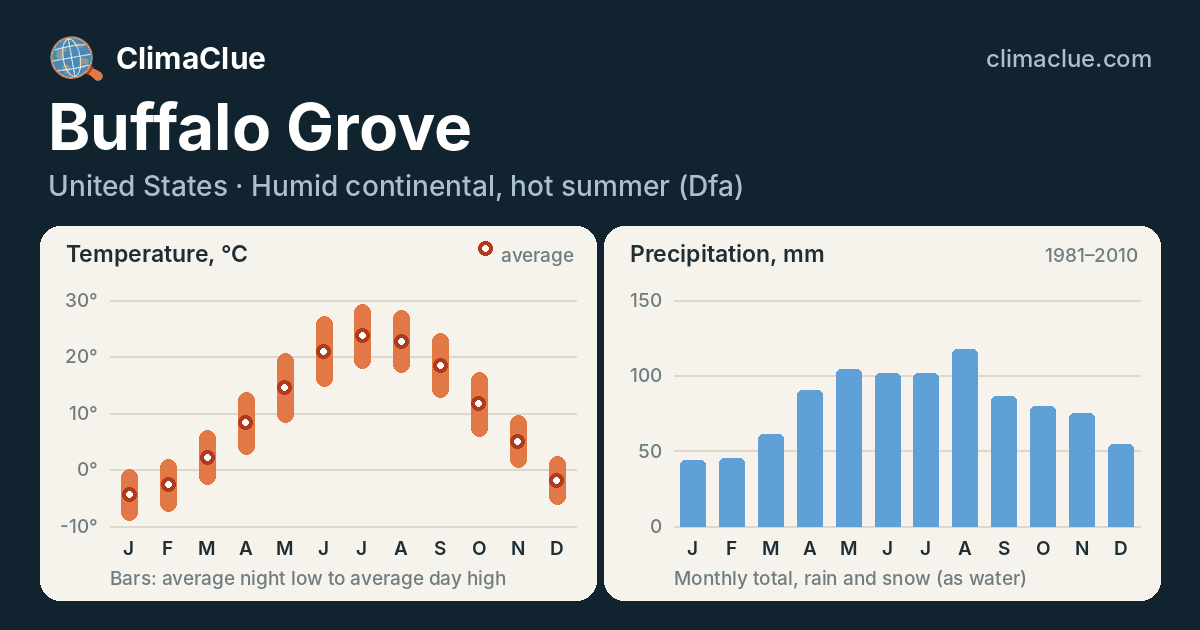 ClimaClue
climaclue.com
Buffalo Grove
United States · Humid continental, hot summer (Dfa)
Temperature, °C
average
30°
20°
10°
0°
-10°
J F M A M J J A S O N D
Bars: average night low to average day high
Precipitation, mm
1981–2010
150
100
50
0
J F M A M J J A S O N D
Monthly total, rain and snow (as water)